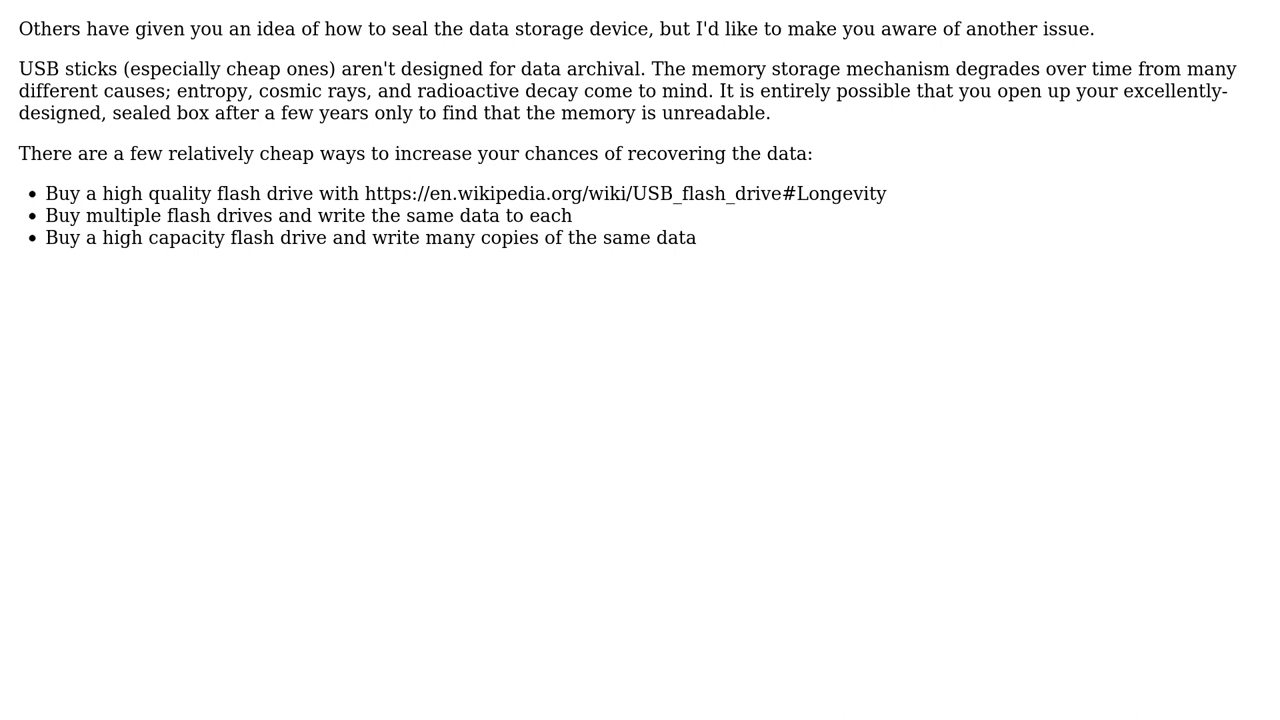 Others have given you an idea of how to seal the data storage device, but I'd like to make you aware of another issue.
USB sticks (especially cheap ones) aren't designed for data archival. The memory storage mechanism degrades over time from many
different causes; entropy, cosmic rays, and radioactive decay come to mind. It is entirely possible that you open up your excellently-
designed, sealed box after a few years only to find that the memory is unreadable.
There are a few relatively cheap ways to increase your chances of recovering the data:
• Buy a high quality flash drive with https://en.wikipedia.org/wiki/USB_flash_drive#Longevity
• Buy multiple flash drives and write the same data to each
• Buy a high capacity flash drive and write many copies of the same data